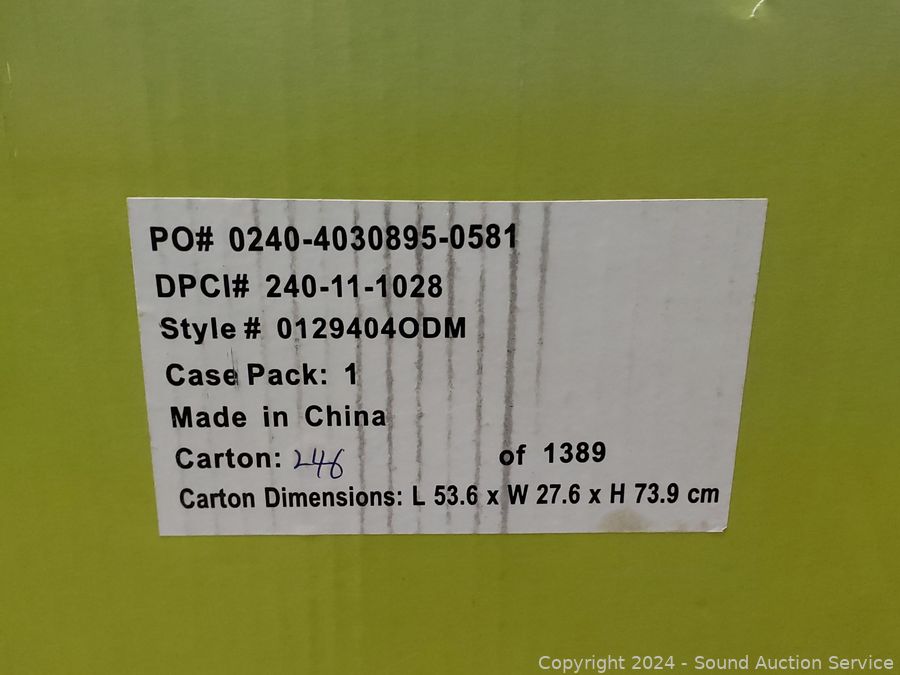 PO# 0240-4030895-0581
DPCI# 240-11-1028
Style # 0129404ODM
Case Pack: 1
Made in China
Carton: 246 of 1389
Carton Dimensions: L 53.6 x W 27.6 x H 73.9 cm
Copyright 2024 - Sound Auction Service